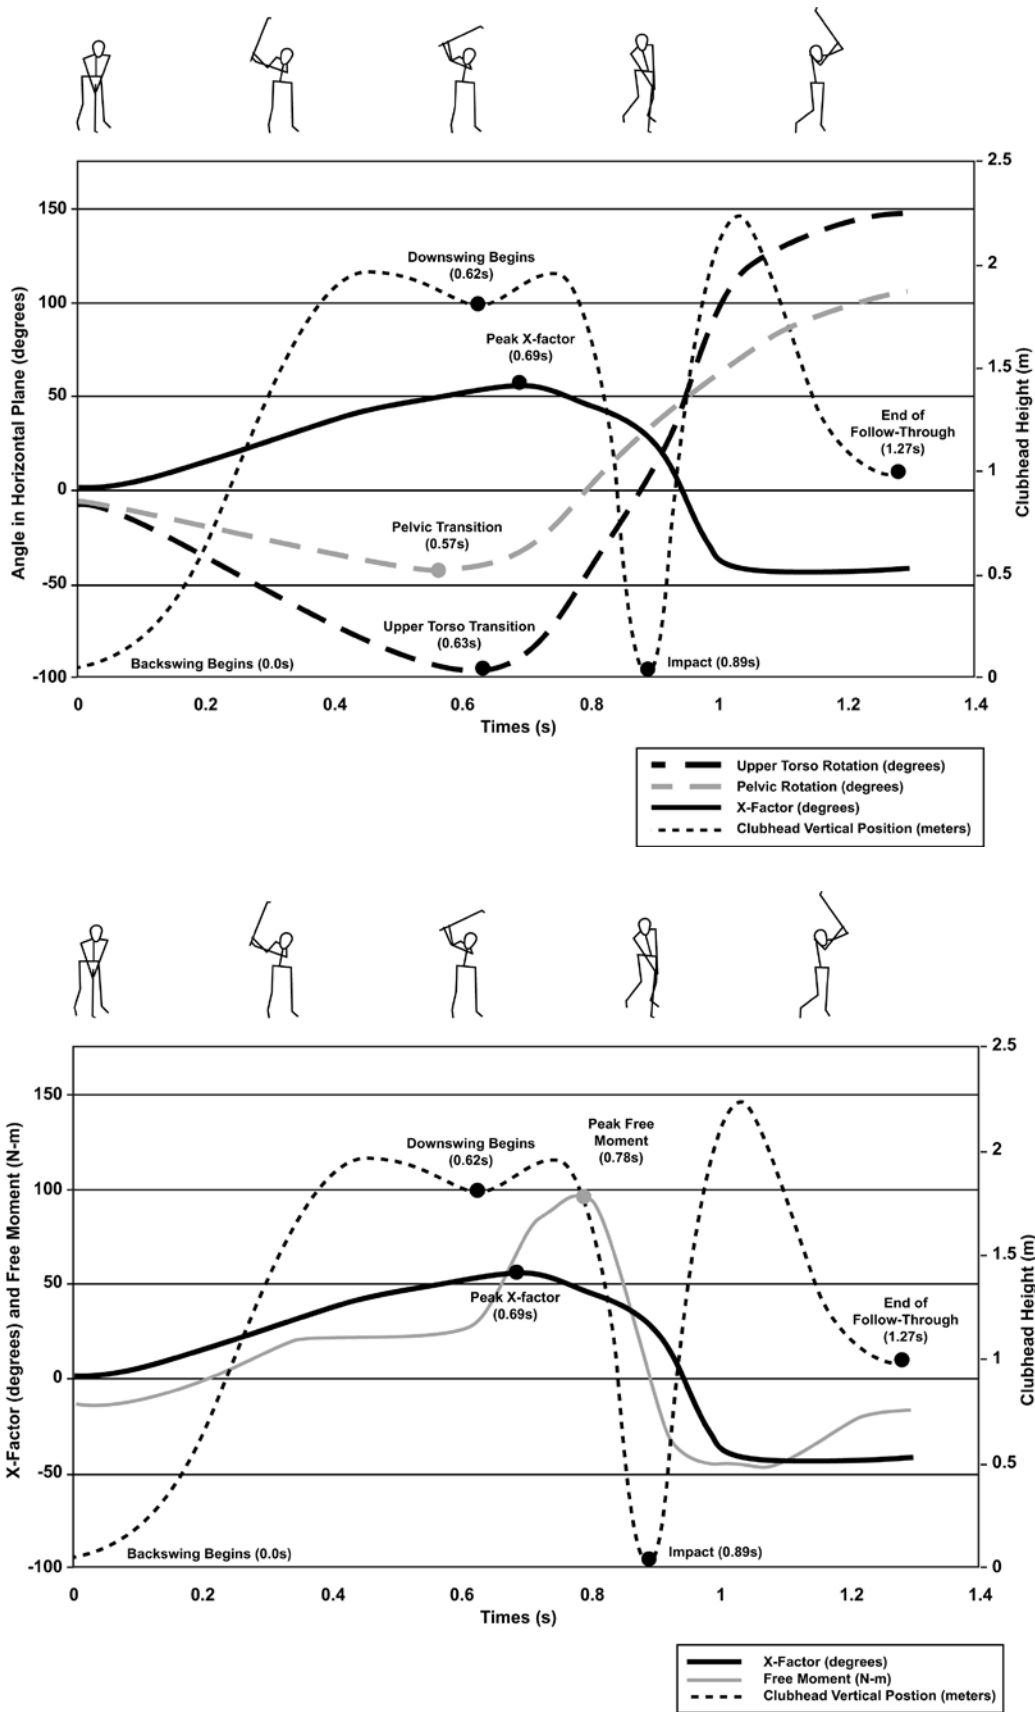 2.5
150
Downswing Begins
(0.62s)
2
100
Peak X-factor
(0.69s)
1.5
50
End of
Follow-Through
(1.27s)
1
0
Pelvic Transition
(0.57s)
0.5
-50
Upper Torso Transition
(0.63s)
Backswing Begins (0.0s)
Impact (0.89s)
-100
0
Angle in Horizontal Plane (degrees)
Clubhead Height (m)
0 0.2 0.4 0.6 0.8 1 1.2 1.4
Times (s)
Upper Torso Rotation (degrees)
Pelvic Rotation (degrees)
X-Factor (degrees)
Clubhead Vertical Position (meters)
2.5
150
Peak Free
Moment
(0.78s)
Downswing Begins
(0.62s)
2
100
1.5
50
Peak X-factor
(0.69s)
End of
Follow-Through
(1.27s)
1
0
0.5
-50
Backswing Begins (0.0s)
Impact (0.89s)
-100
0
X-Factor (degrees) and Free Moment (N-m)
Clubhead Height (m)
0 0.2 0.4 0.6 0.8 1 1.2 1.4
Times (s)
X-Factor (degrees)
Free Moment (N-m)
Clubhead Vertical Postion (meters)